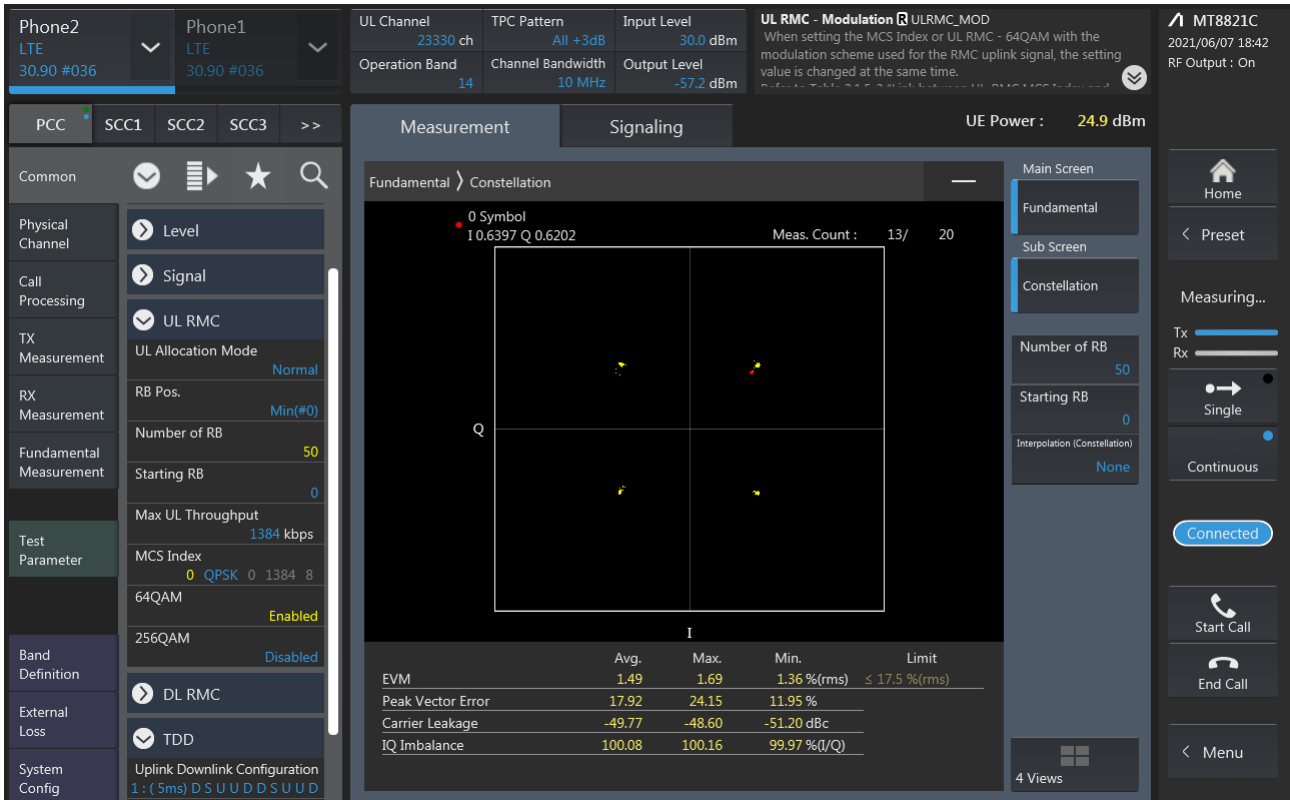 Phone2
LTE
30.90 #036
Phone1
LTE
30.90 #036
UL Channel
23330 ch
TPC Pattern
All +3dB
Input Level
30.0 dBm
Operation Band
14
Channel Bandwidth
10 MHz
Output Level
-57.2 dBm
UL RMC - Modulation R ULRMC_MOD
When setting the MCS Index or UL RMC - 64QAM with the
modulation scheme used for the RMC uplink signal, the setting
value is changed at the same time.
MT8821C
2021/06/07 18:42
RF Output : On
PCC
SCC1
SCC2
SCC3
>>
Measurement
Signaling
UE Power : 24.9 dBm
Common
Physical
Channel
Call
Processing
TX
Measurement
RX
Measurement
Fundamental
Measurement
Test
Parameter
Band
Definition
External
Loss
System
Config
Level
Signal
UL RMC
UL Allocation Mode
Normal
RB Pos.
Min(#0)
Number of RB
50
Starting RB
0
Max UL Throughput
1384 kbps
MCS Index
0 QPSK 0 1384 8
64QAM
Enabled
256QAM
Disabled
DL RMC
TDD
Uplink Downlink Configuration
1 : ( 5ms) D S U U D D S U U D
Fundamental 〉 Constellation
0 Symbol
I 0.6397 Q 0.6202
Meas. Count : 13/ 20
Q
I
Avg. Max. Min. Limit
EVM 1.49 1.69 1.36 %(rms) ≤ 17.5 %(rms)
Peak Vector Error 17.92 24.15 11.95 %
Carrier Leakage -49.77 -48.60 -51.20 dBc
IQ Imbalance 100.08 100.16 99.97 %(I/Q)
Main Screen
Fundamental
Sub Screen
Constellation
Number of RB
50
Starting RB
0
Interpolation (Constellation)
None
4 Views
Home
< Preset
Measuring...
Tx
Rx
Single
Continuous
Connected
Start Call
End Call
< Menu